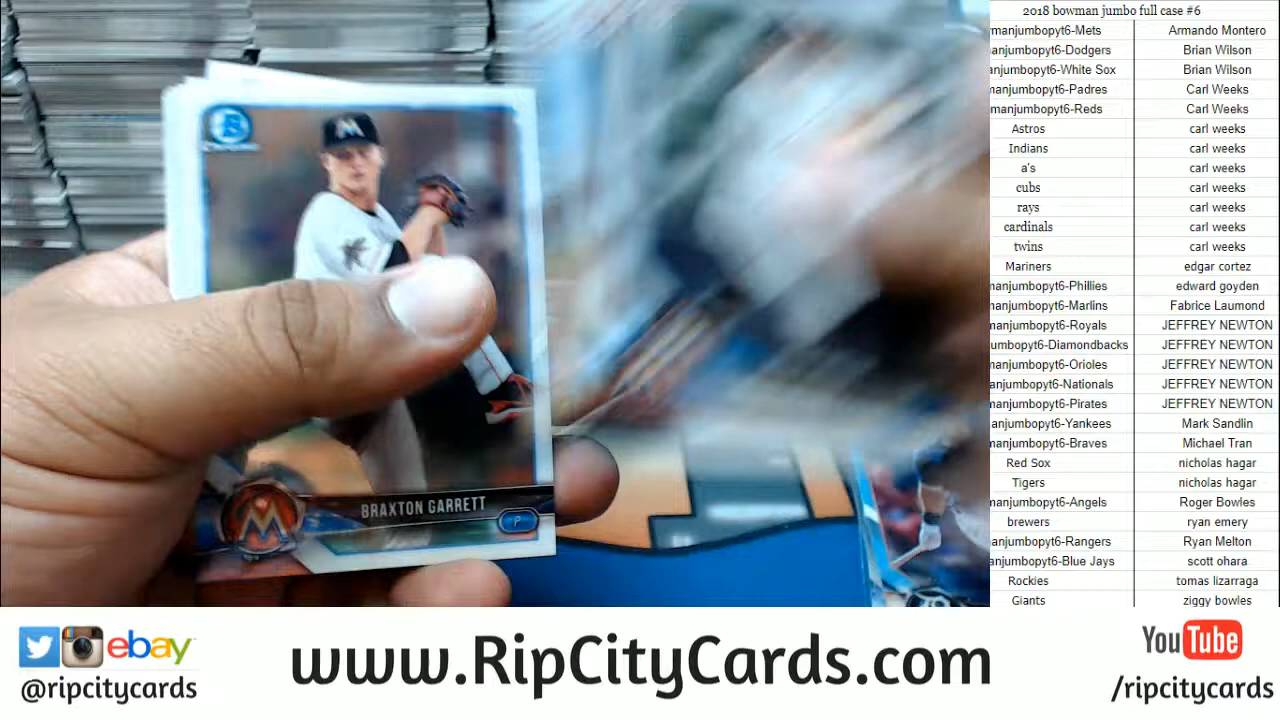 2018 bowman jumbo full case #6
manjumbopyt6-Mets Armando Montero
anjumbopyt6-Dodgers Brian Wilson
anjumbopyt6-White Sox Brian Wilson
manjumbopyt6-Padres Carl Weeks
manjumbopyt6-Reds Carl Weeks
Astros carl weeks
Indians carl weeks
a's carl weeks
cubs carl weeks
rays carl weeks
cardinals carl weeks
twins carl weeks
Mariners edgar cortez
manjumbopyt6-Phillies edward goyden
manjumbopyt6-Marlins Fabrice Laumond
manjumbopyt6-Royals JEFFREY NEWTON
umbopyt6-Diamondbacks JEFFREY NEWTON
manjumbopyt6-Orioles JEFFREY NEWTON
manjumbopyt6-Nationals JEFFREY NEWTON
manjumbopyt6-Pirates JEFFREY NEWTON
manjumbopyt6-Yankees Mark Sandlin
manjumbopyt6-Braves Michael Tran
Red Sox nicholas hagar
Tigers nicholas hagar
manjumbopyt6-Angels Roger Bowles
brewers ryan emery
manjumbopyt6-Rangers Ryan Melton
anjumbopyt6-Blue Jays scott ohara
Rockies tomas lizarraga
Giants ziggy bowles
BRAXTON GARRETT
P
M
ebay
@ripcitycards
www.RipCityCards.com
YouTube
/ripcitycards